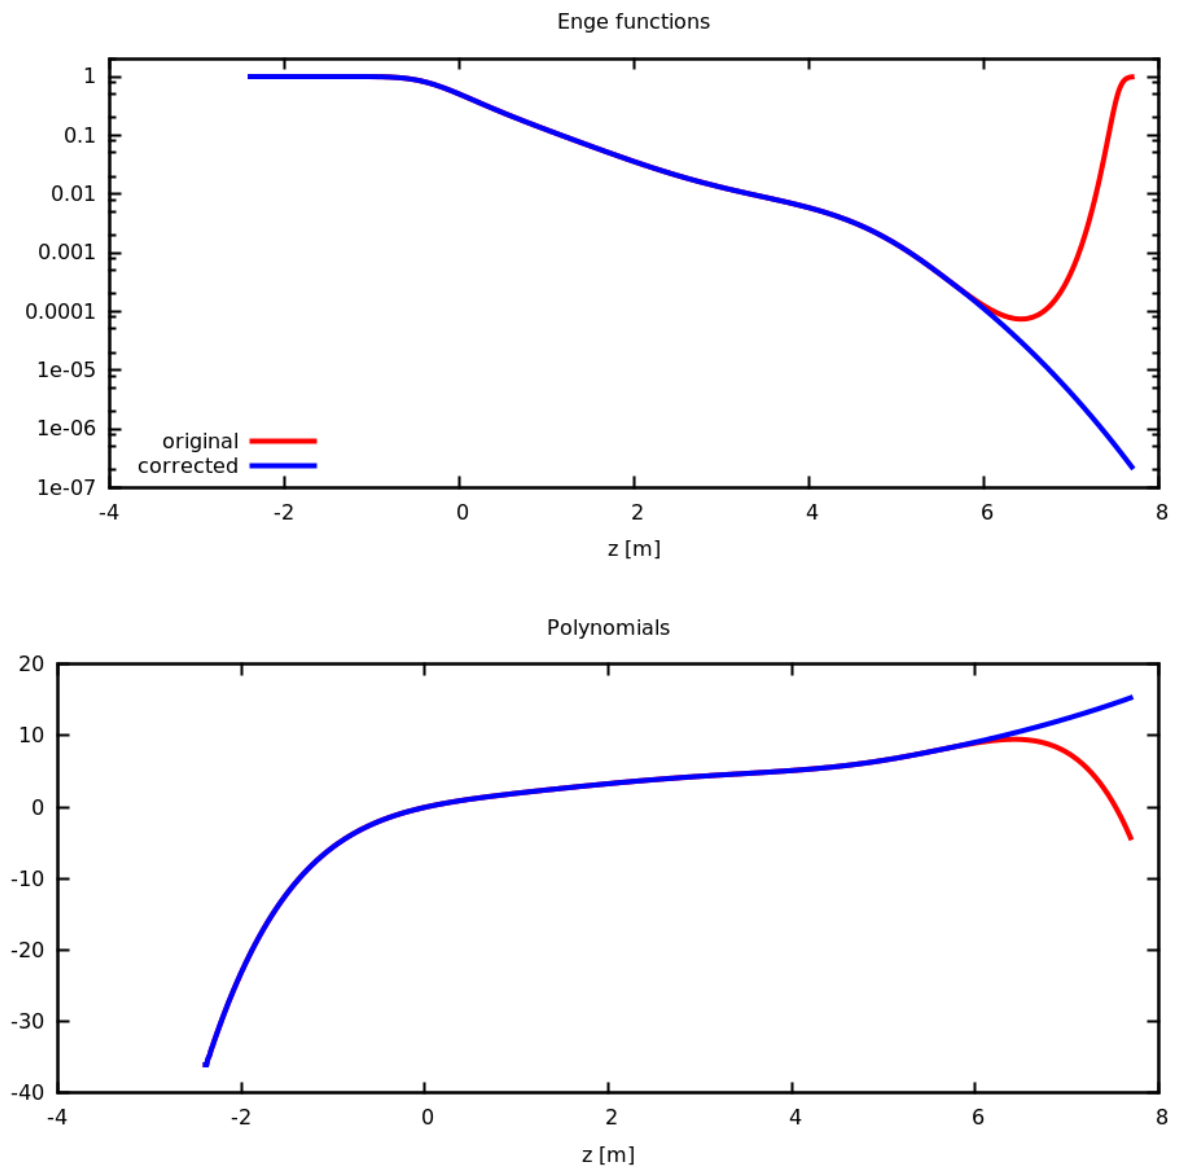 Enge functions
1
0.1
0.01
0.001
0.0001
1e-05
1e-06
1e-07
original
corrected
-4 -2 0 2 4 6 8
z [m]
Polynomials
20
10
0
-10
-20
-30
-40
-4 -2 0 2 4 6 8
z [m]